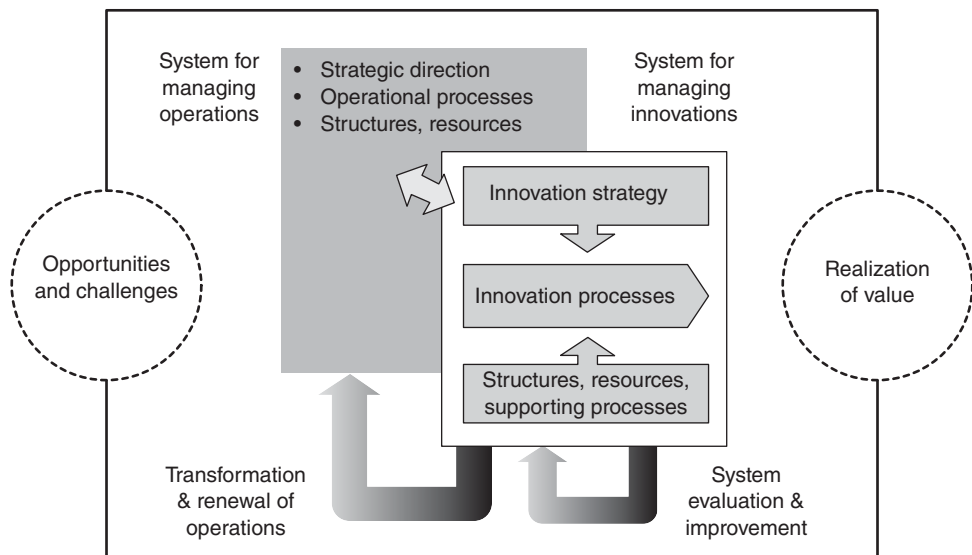 System for
managing
operations
• Strategic direction
• Operational processes
• Structures, resources
System for
managing
innovations
Opportunities
and challenges
Innovation strategy
Innovation processes
Structures, resources,
supporting processes
Realization
of value
Transformation
& renewal of
operations
System
evaluation &
improvement